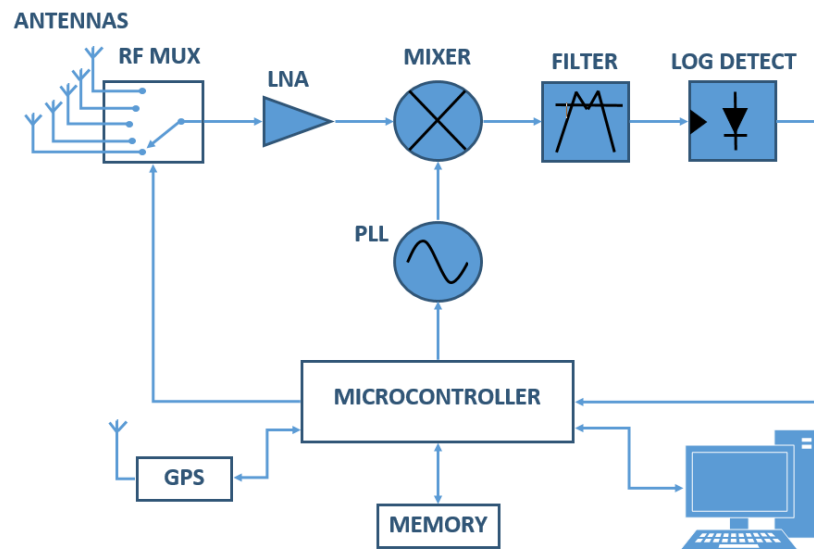 ANTENNAS
RF MUX
LNA
MIXER
FILTER
LOG DETECT
PLL
MICROCONTROLLER
GPS
MEMORY